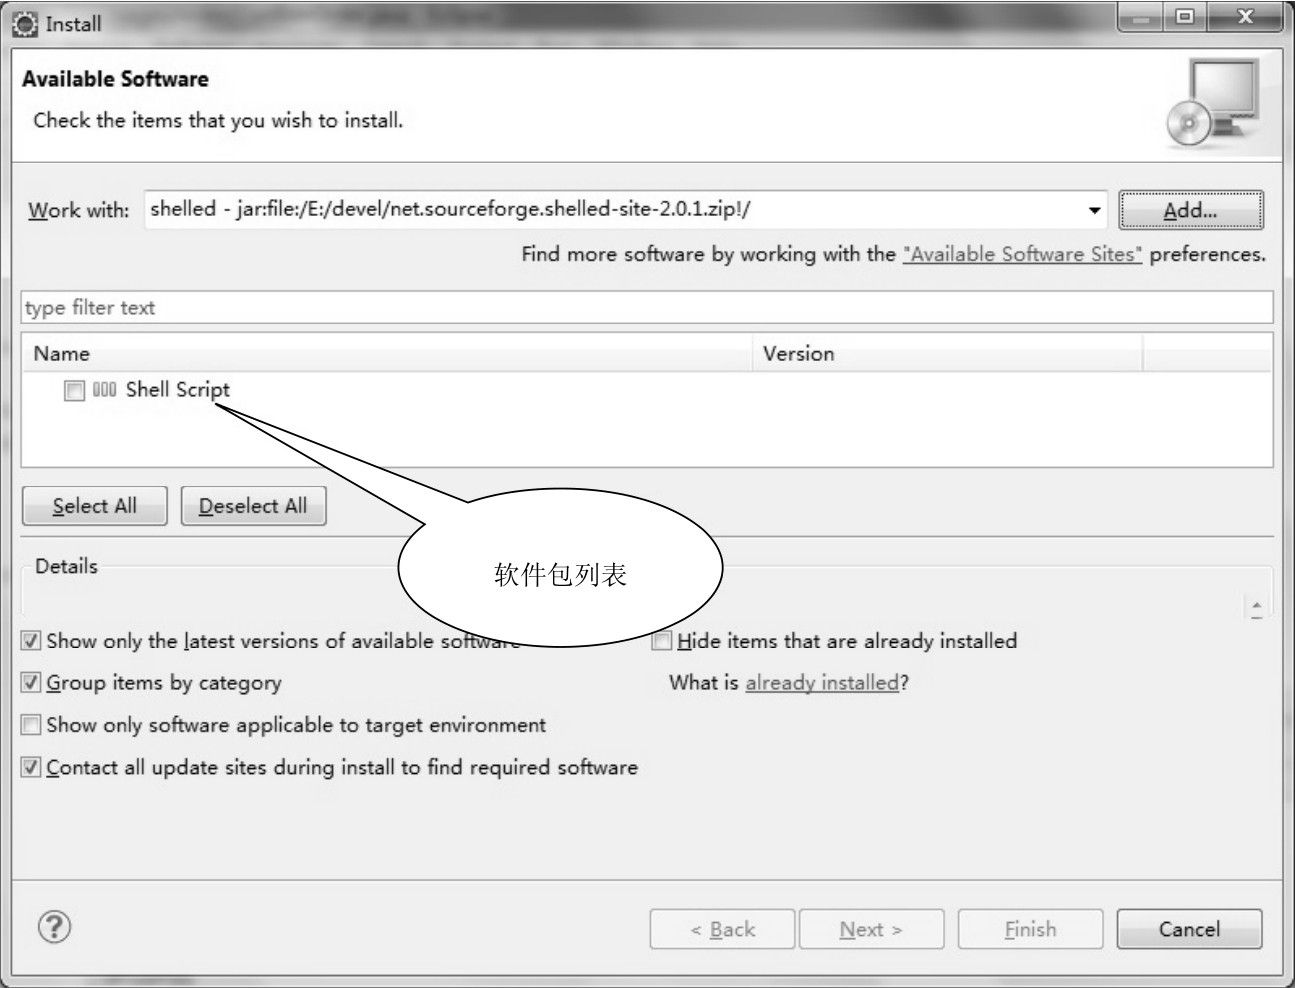 Install
Available Software
Check the items that you wish to install.
Work with: shelled - jar:file:/E:/devel/net.sourceforge.shelled-site-2.0.1.zip!/ Add...
Find more software by working with the "Available Software Sites" preferences.
type filter text
Name Version
Shell Script
Select All Deselect All
软件包列表
Details
Show only the latest versions of available software Hide items that are already installed
Group items by category What is already installed?
Show only software applicable to target environment
Contact all update sites during install to find required software
? < Back Next > Finish Cancel